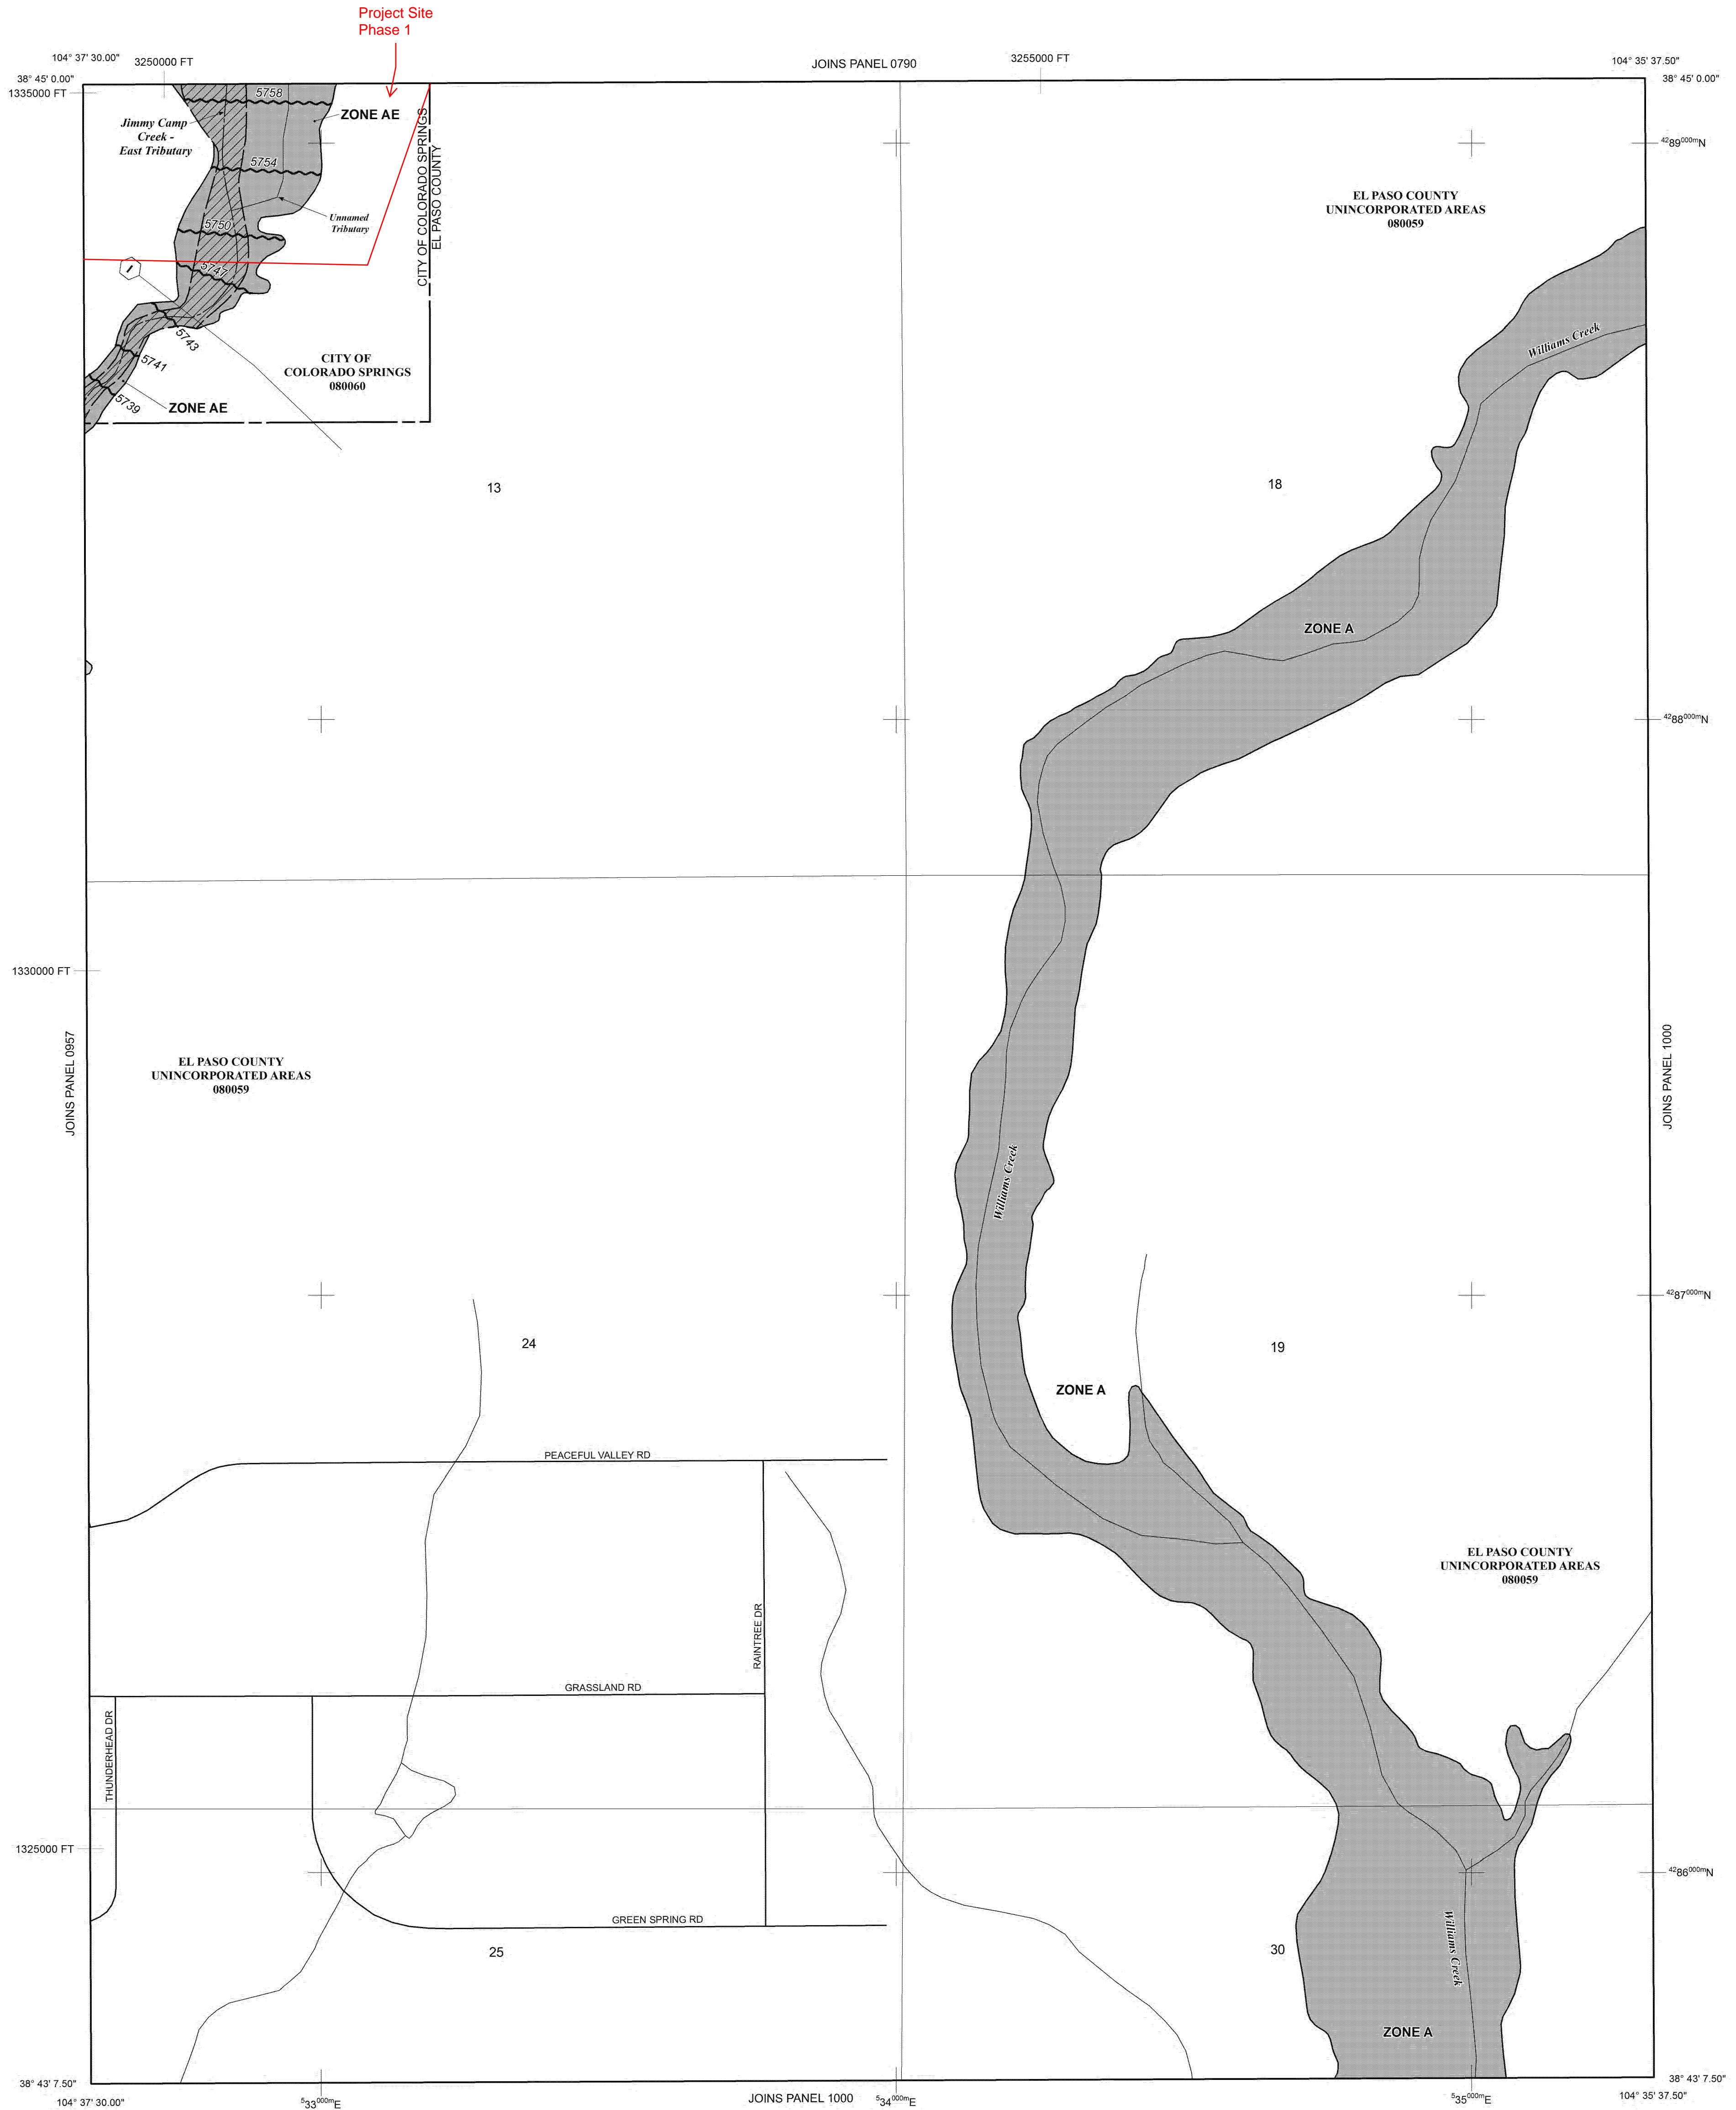 Project Site
Phase 1
104° 37' 30.00"
3250000 FT
JOINS PANEL 0790
3255000 FT
104° 35' 37.50"
38° 45' 0.00"
38° 45' 0.00"
1335000 FT
5758
ZONE AE
Jimmy Camp
Creek -
East Tributary
CITY OF COLORADO SPRINGS
EL PASO COUNTY
4289000mN
5754
EL PASO COUNTY
UNINCORPORATED AREAS
080059
Unnamed
Tributary
5750
5747
I
5743
5741
5739
ZONE AE
CITY OF
COLORADO SPRINGS
080060
Williams Creek
13
18
ZONE A
4288000mN
1330000 FT
JOINS PANEL 0957
JOINS PANEL 1000
EL PASO COUNTY
UNINCORPORATED AREAS
080059
Williams Creek
4287000mN
24
19
ZONE A
PEACEFUL VALLEY RD
EL PASO COUNTY
UNINCORPORATED AREAS
080059
RAINTREE DR
GRASSLAND RD
THUNDERHEAD DR
1325000 FT
4286000mN
GREEN SPRING RD
25
30
Williams Creek
ZONE A
38° 43' 7.50"
38° 43' 7.50"
104° 37' 30.00"
533000mE
JOINS PANEL 1000
534000mE
535000mE
104° 35' 37.50"